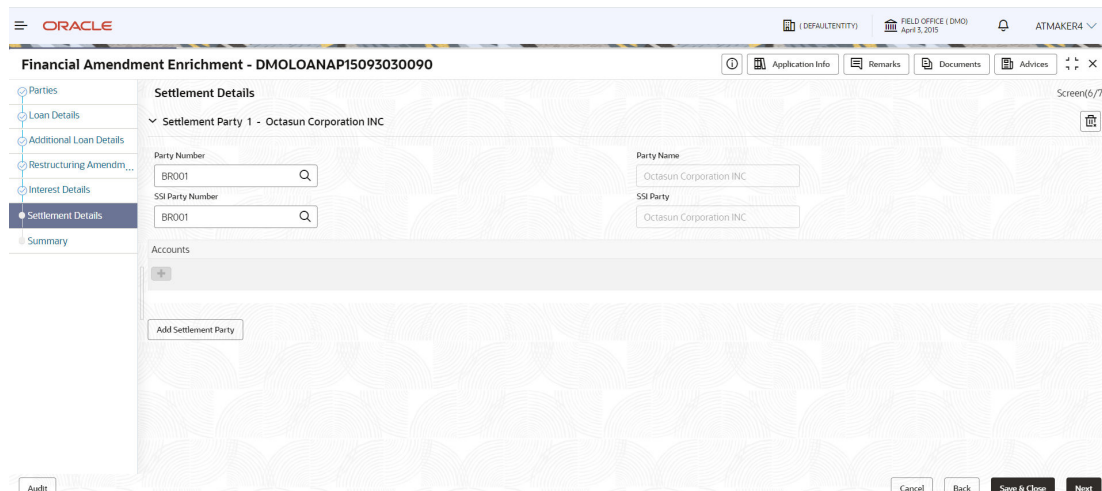 ORACLE
( DEFAULTENTITY)
FIELD OFFICE ( DMO)
April 3, 2015
ATMAKER4
Financial Amendment Enrichment - DMOLOANAP15093030090
Application Info
Remarks
Documents
Advices
Parties
Loan Details
Additional Loan Details
Restructuring Amendm...
Interest Details
Settlement Details
Summary
Settlement Details
Screen(6/7
Settlement Party 1 - Octasun Corporation INC
Party Number
Party Name
BR001
Octasun Corporation INC
SSI Party Number
SSI Party
BR001
Octasun Corporation INC
Accounts
Add Settlement Party
Audit
Cancel
Back
Save & Close
Next